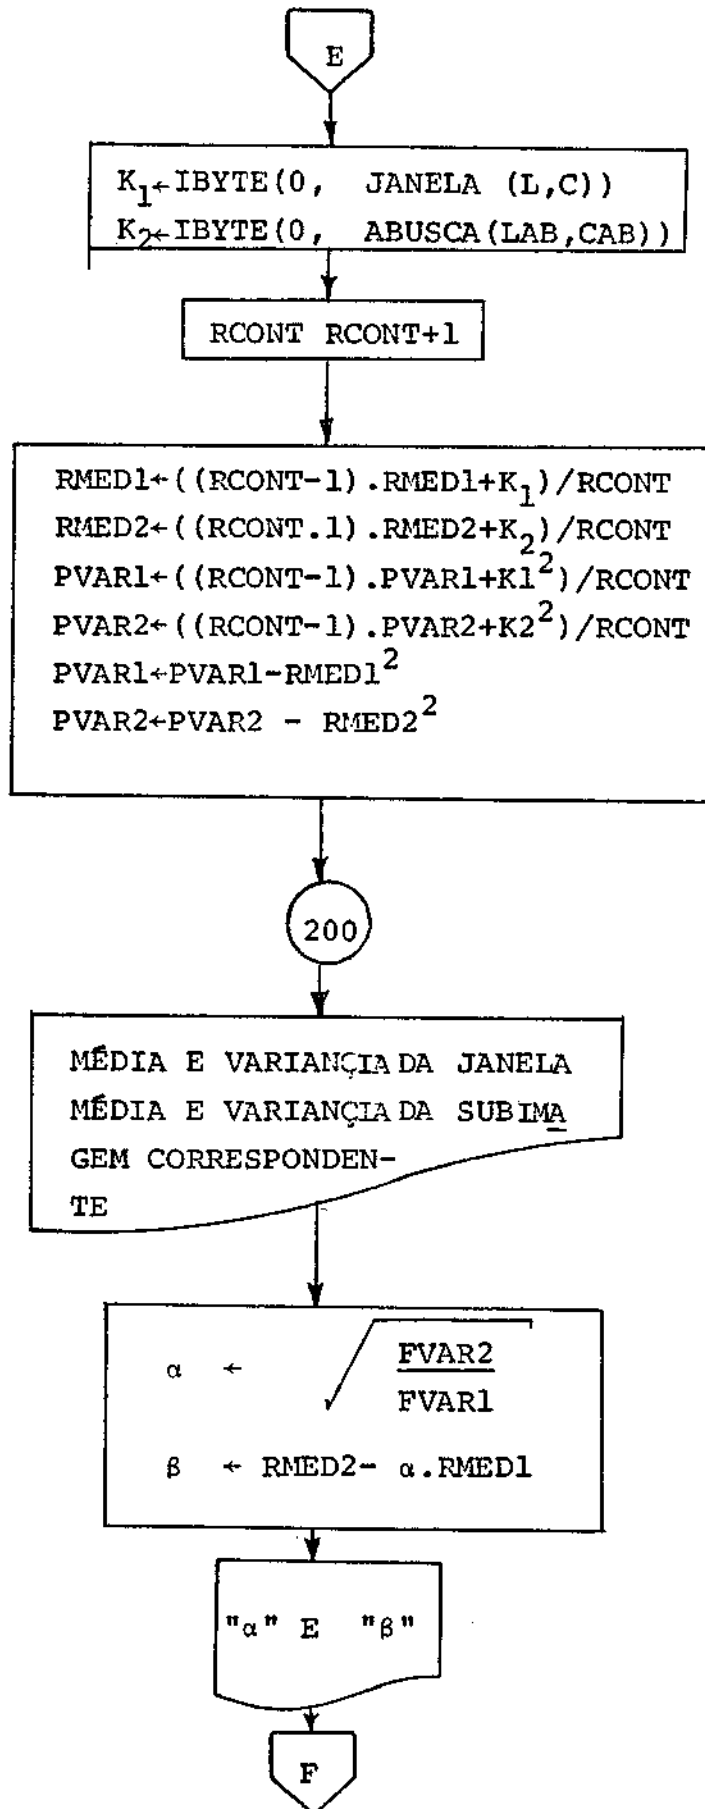 E
K₁←IBYTE(0, JANELA (L,C))
K₂←IBYTE(0, ABUSCA(LAB,CAB))
RCONT RCONT+1
RMED1←((RCONT-1).RMED1+K₁)/RCONT
RMED2←((RCONT.1).RMED2+K₂)/RCONT
PVAR1←((RCONT-1).PVAR1+K1²)/RCONT
PVAR2←((RCONT-1).PVAR2+K2²)/RCONT
PVAR1←PVAR1-RMED1²
PVAR2←PVAR2 - RMED2²
200
MÉDIA E VARIANÇIA DA JANELA
MÉDIA E VARIANÇIA DA SUBIMA
GEM CORRESPONDEN-
TE
α ← √ FVAR2
FVAR1
β ← RMED2- α.RMED1
"α" E "β"
F